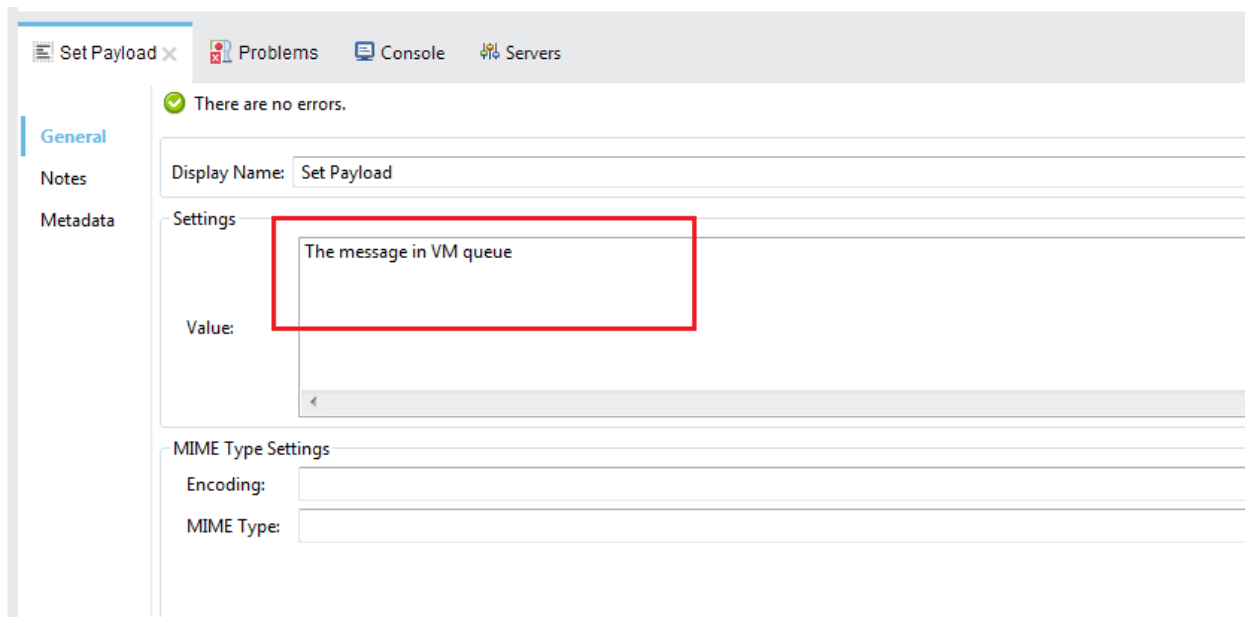 Set Payload Problems Console Servers
There are no errors.
General
Display Name: Set Payload
Notes
Metadata
Settings
The message in VM queue
Value:
MIME Type Settings
Encoding:
MIME Type: